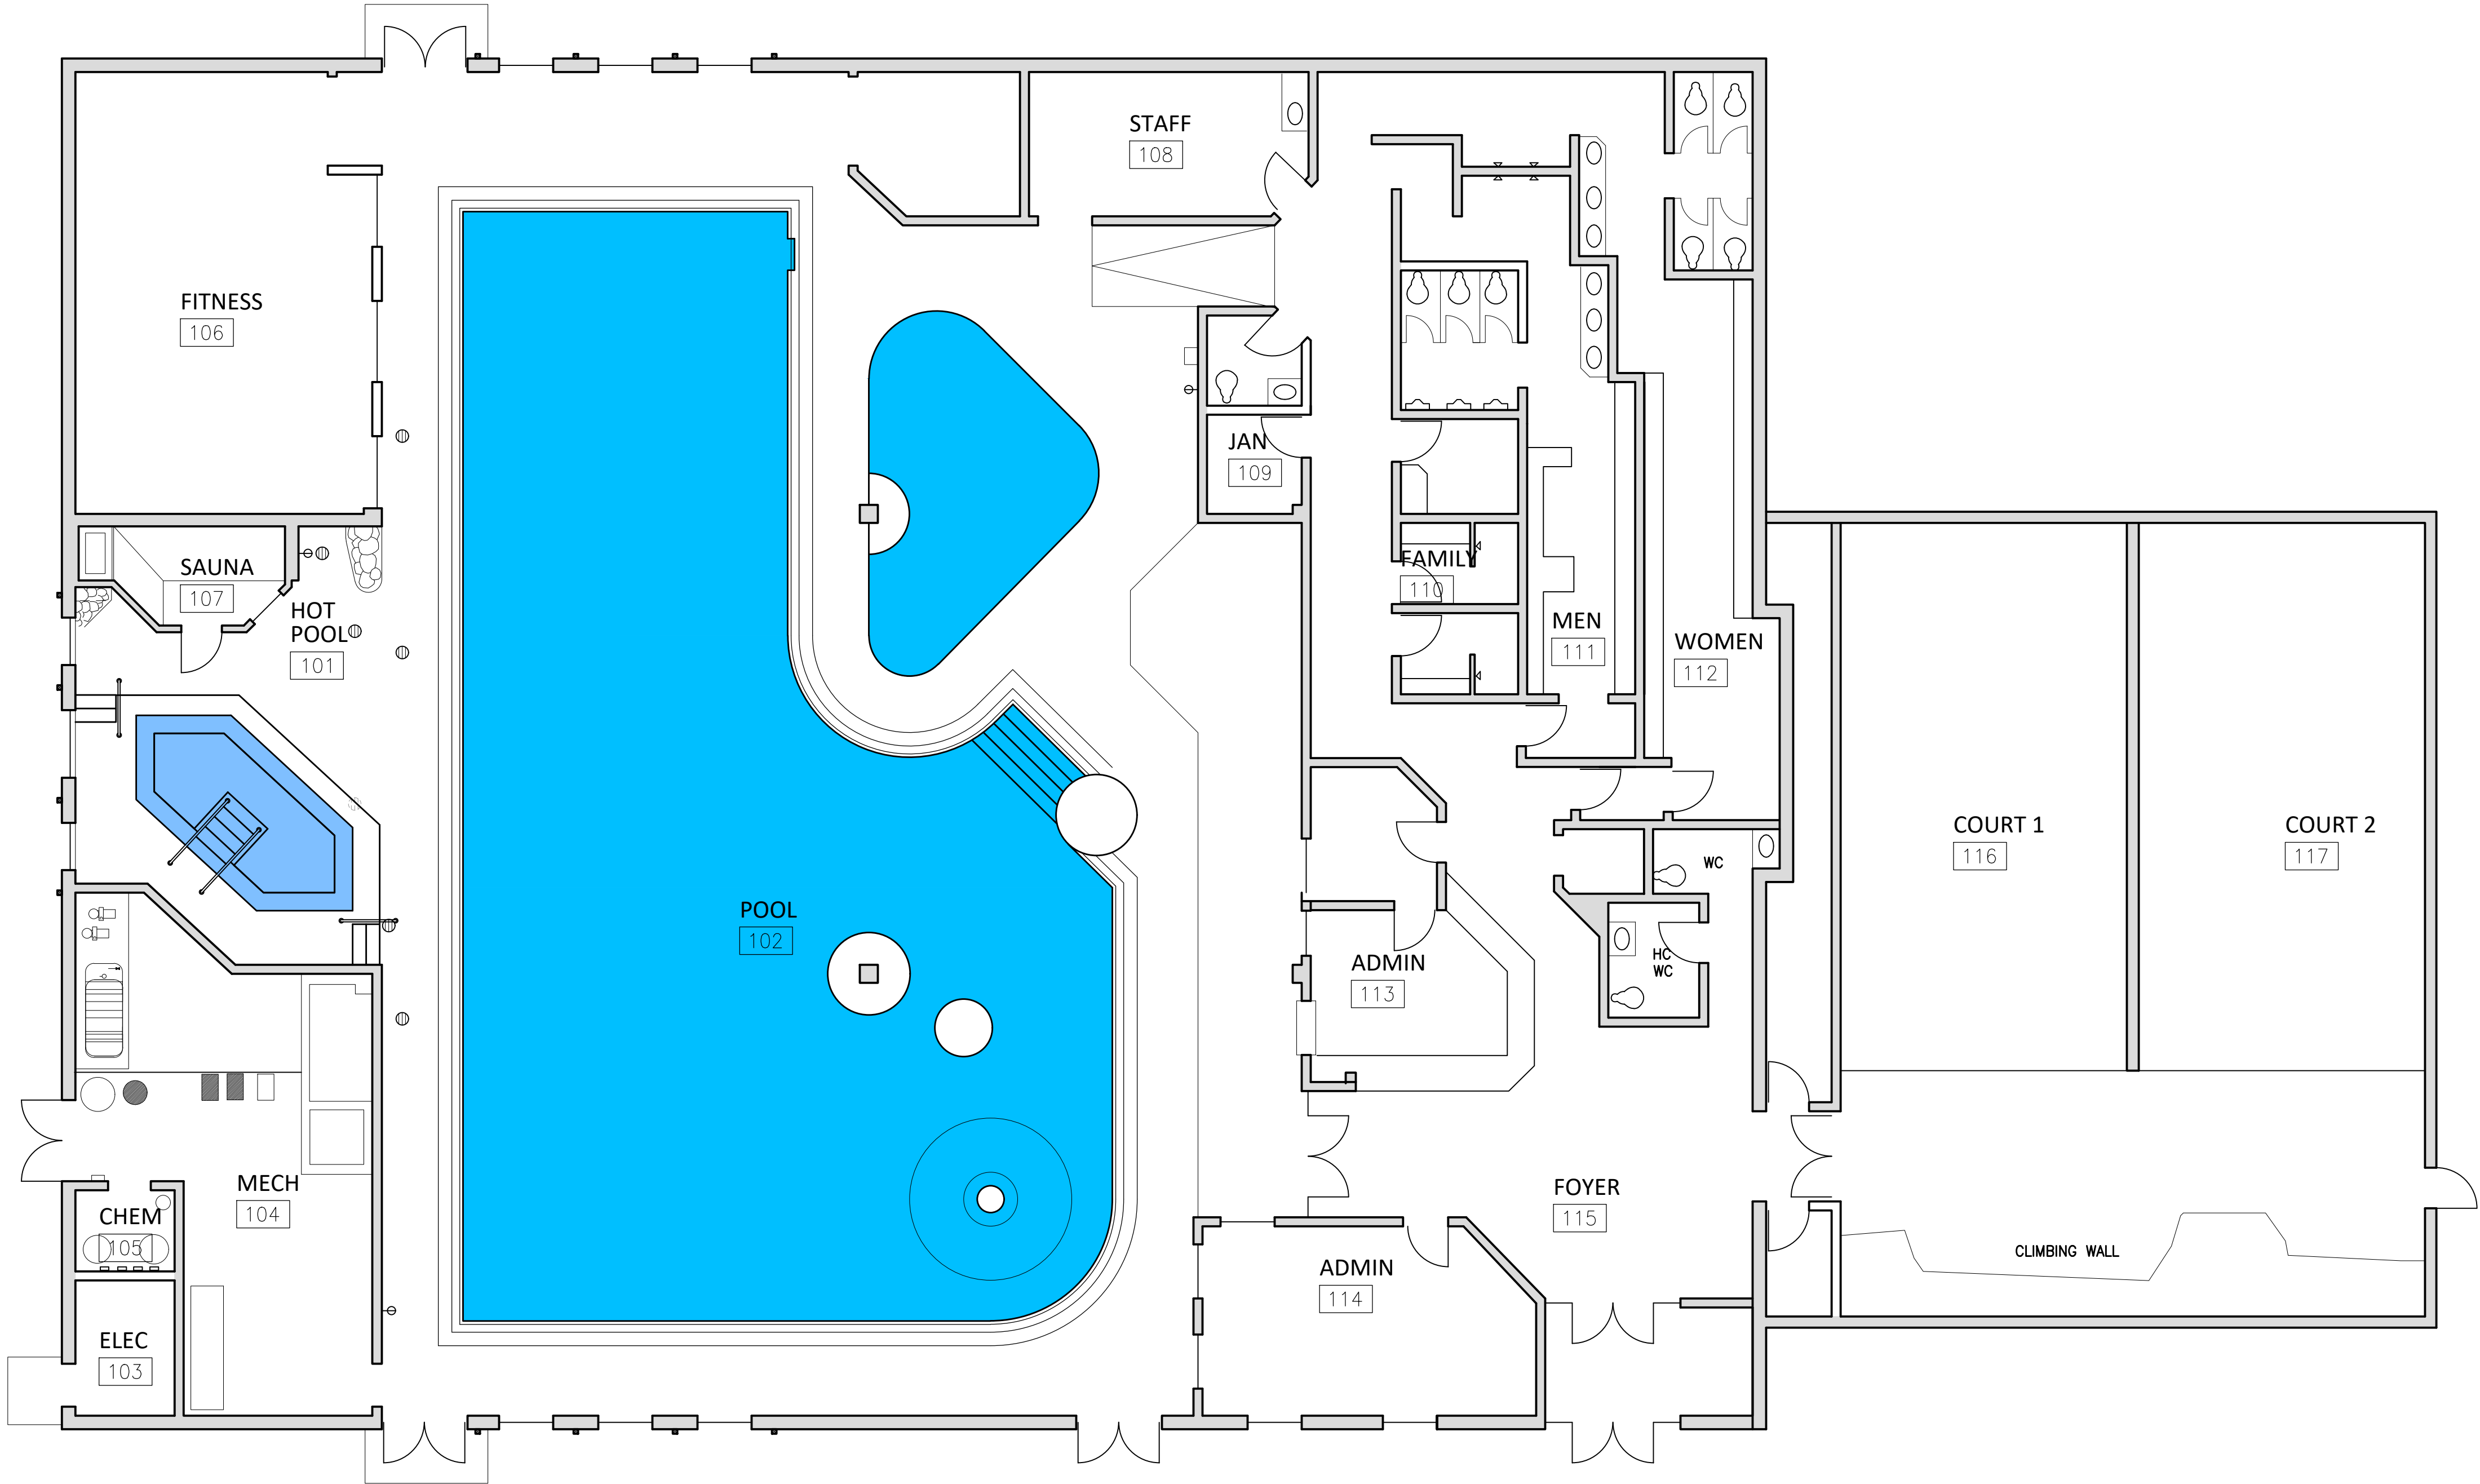 STAFF
108
FITNESS
106
JAN
109
SAUNA
107
FAMILY
110
HOT
POOL
101
MEN
111
WOMEN
112
COURT 1
116
COURT 2
117
WC
POOL
102
ADMIN
113
HC
WC
MECH
104
FOYER
115
CHEM
105
CLIMBING WALL
ADMIN
114
ELEC
103